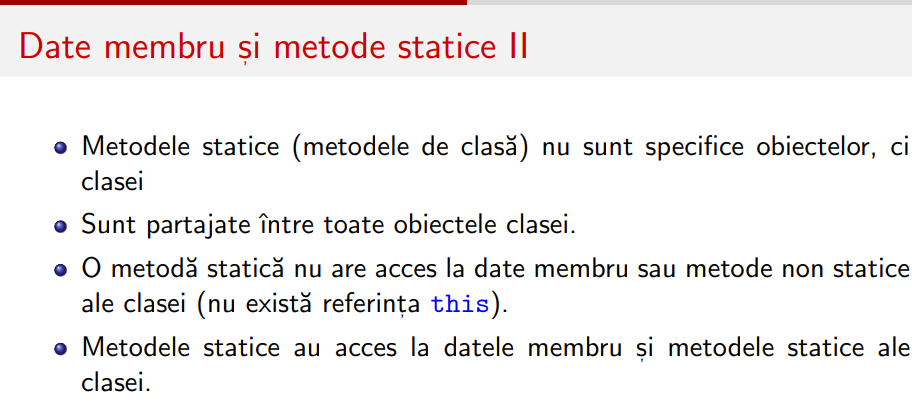 Date membru și metode statice II
Metodele statice (metodele de clasă) nu sunt specifice obiectelor, ci
clasei
Sunt partajate între toate obiectele clasei.
O metodă statică nu are acces la date membru sau metode non statice
ale clasei (nu există referința this).
Metodele statice au acces la datele membru și metodele statice ale
clasei.